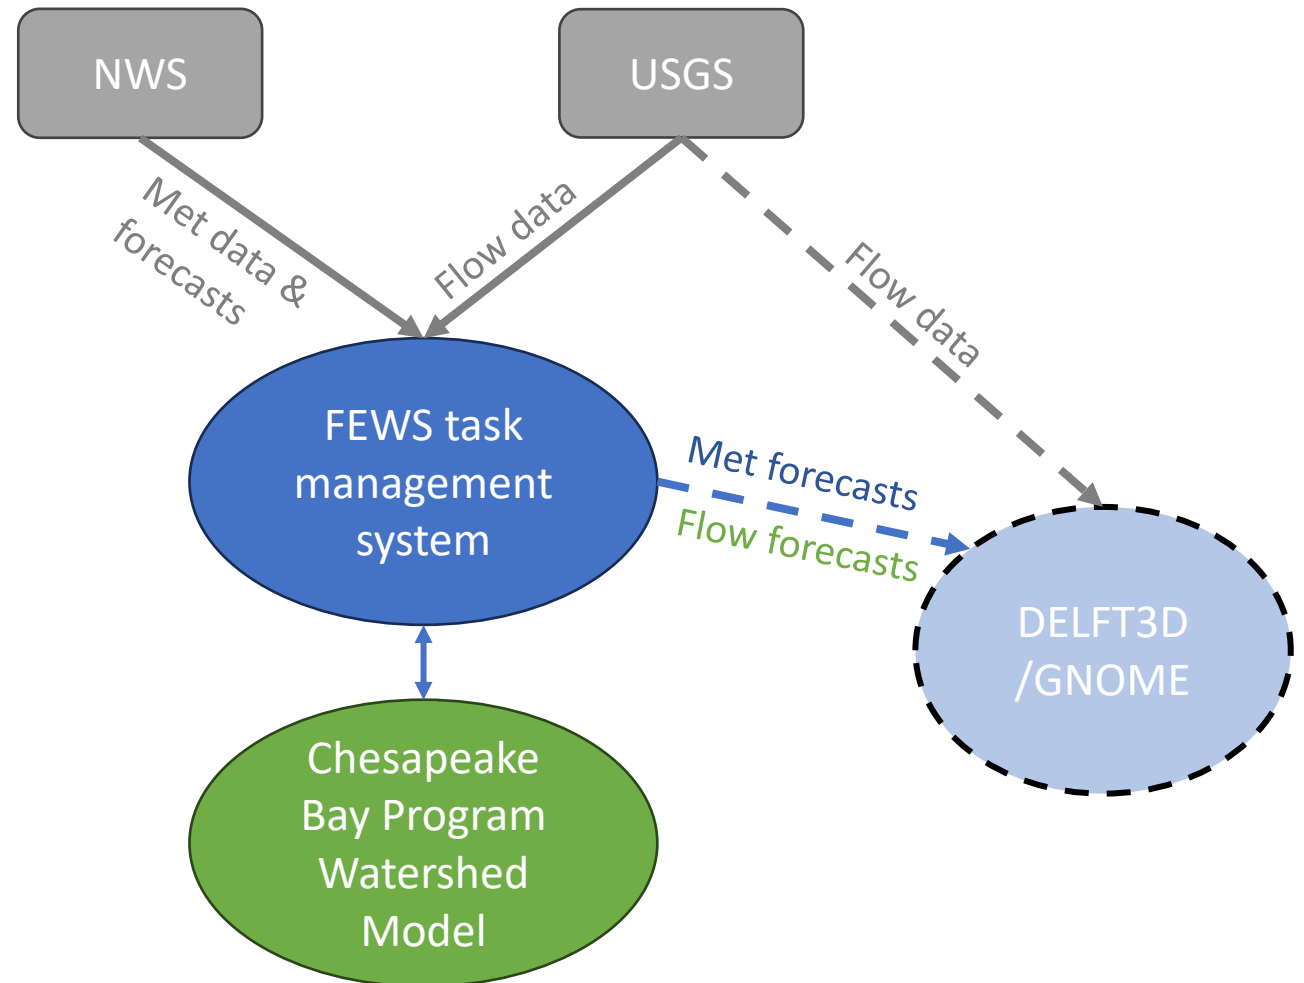 NWS
USGS
Met data &
forecasts
Flow data
Flow data
FEWS task
management
system
Met forecasts
Flow forecasts
DELFT3D
/GNOME
Chesapeake
Bay Program
Watershed
Model